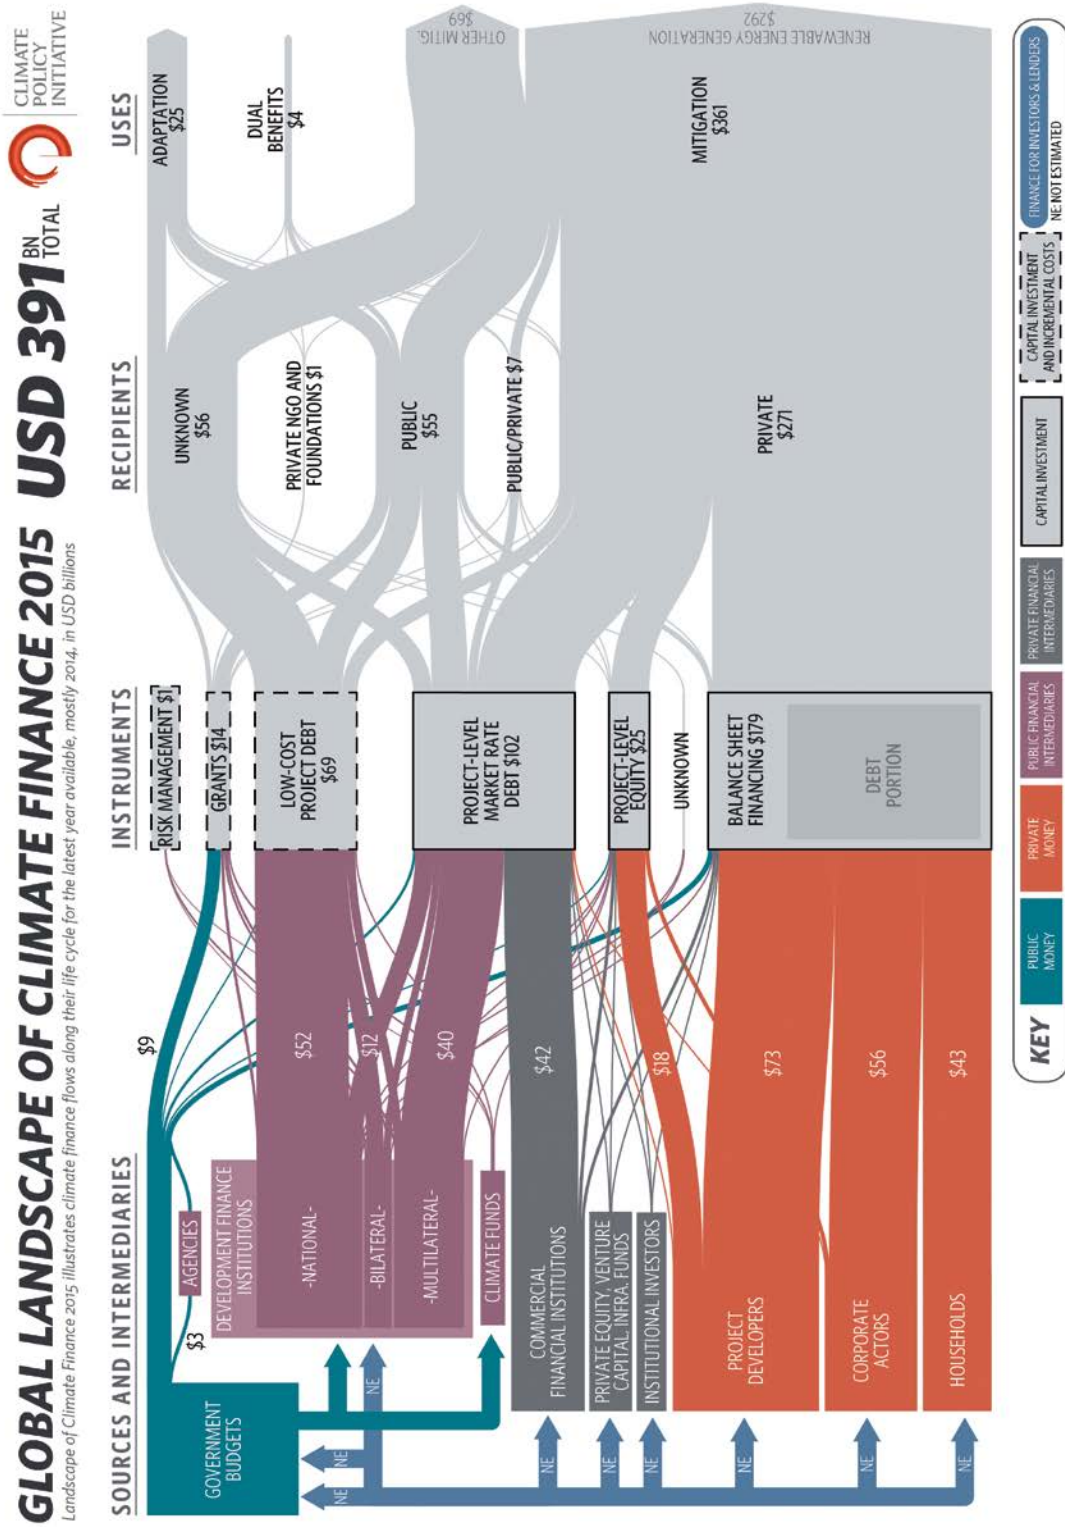 GLOBAL LANDSCAPE OF CLIMATE FINANCE 2015
USD 391 BN
TOTAL
CLIMATE
POLICY
INITIATIVE
Landscape of Climate Finance 2015 illustrates climate finance flows along their life cycle for the latest year available, mostly 2014, in USD billions
SOURCES AND INTERMEDIARIES
INSTRUMENTS
RECIPIENTS
USES
GOVERNMENT
BUDGETS
$3
AGENCIES
$9
DEVELOPMENT FINANCE
INSTITUTIONS
-NATIONAL-
-BILATERAL-
-MULTILATERAL-
CLIMATE FUNDS
COMMERCIAL
FINANCIAL INSTITUTIONS
PRIVATE EQUITY, VENTURE
CAPITAL, INFRA. FUNDS
INSTITUTIONAL INVESTORS
PROJECT
DEVELOPERS
CORPORATE
ACTORS
HOUSEHOLDS
NE
NE
NE
NE
NE
NE
NE
NE
NE
$52
$12
$40
$42
$18
$73
$56
$43
RISK MANAGEMENT $1
GRANTS $14
LOW-COST
PROJECT DEBT
$69
PROJECT-LEVEL
MARKET RATE
DEBT $102
PROJECT-LEVEL
EQUITY $25
UNKNOWN
BALANCE SHEET
FINANCING $179
DEBT
PORTION
UNKNOWN
$56
PRIVATE NGO AND
FOUNDATIONS $1
PUBLIC
$55
PUBLIC/PRIVATE $7
PRIVATE
$271
ADAPTATION
$25
DUAL
BENEFITS
$4
MITIGATION
$361
OTHER MITIG.
$69
RENEWABLE ENERGY GENERATION
$292
KEY
PUBLIC
MONEY
PRIVATE
MONEY
PUBLIC FINANCIAL
INTERMEDIARIES
PRIVATE FINANCIAL
INTERMEDIARIES
CAPITAL INVESTMENT
CAPITAL INVESTMENT
AND INCREMENTAL COSTS
FINANCE FOR INVESTORS & LENDERS
NE: NOT ESTIMATED